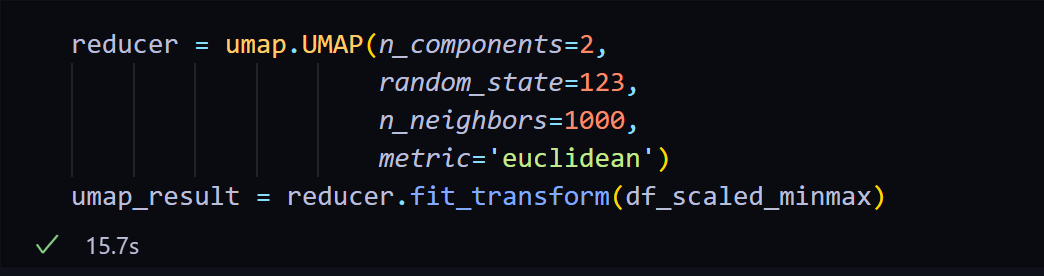 reducer = umap.UMAP(n_components=2,
random_state=123,
n_neighbors=1000,
metric='euclidean')
umap_result = reducer.fit_transform(df_scaled_minmax)
15.7s